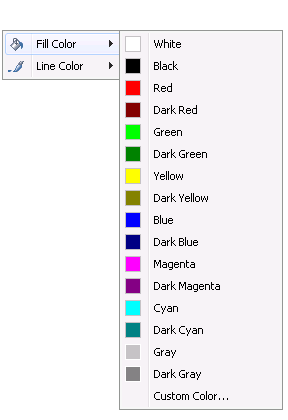 Fill Color
Line Color
White
Black
Red
Dark Red
Green
Dark Green
Yellow
Dark Yellow
Blue
Dark Blue
Magenta
Dark Magenta
Cyan
Dark Cyan
Gray
Dark Gray
Custom Color...